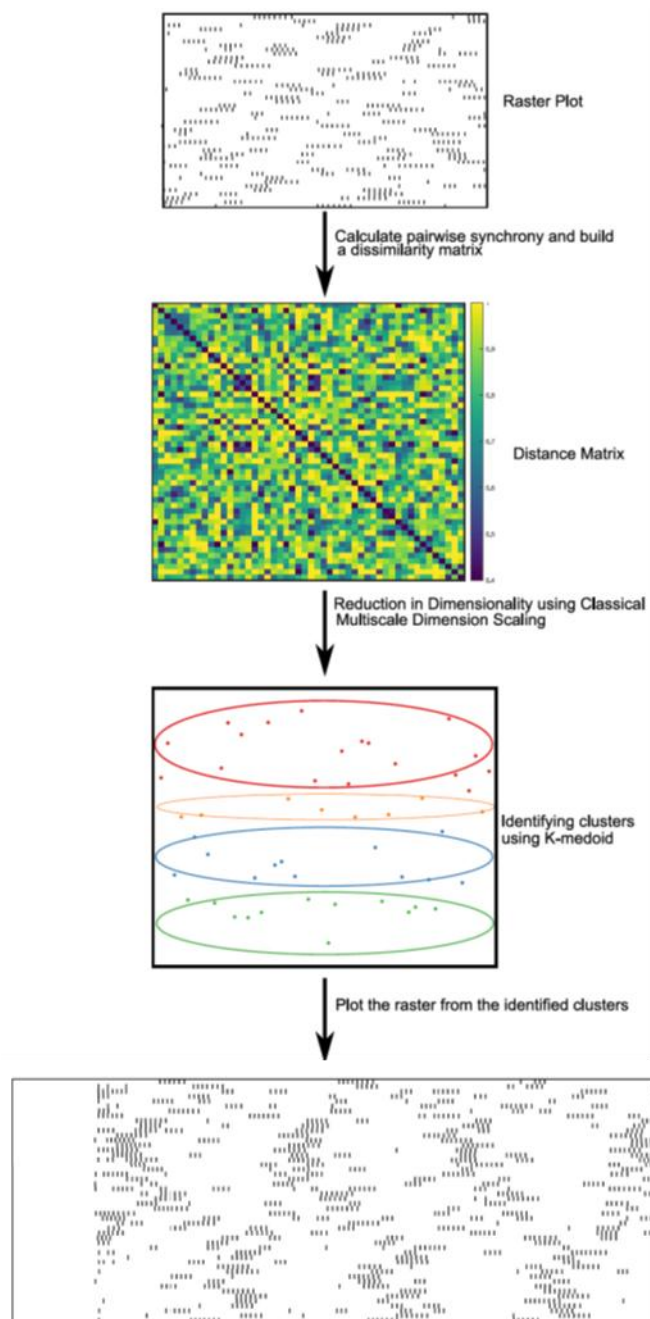 Raster Plot
Calculate pairwise synchrony and build
a dissimilarity matrix
Distance Matrix
Reduction in Dimensionality using Classical
Multiscale Dimension Scaling
Identifying clusters
using K-medoid
Plot the raster from the identified clusters